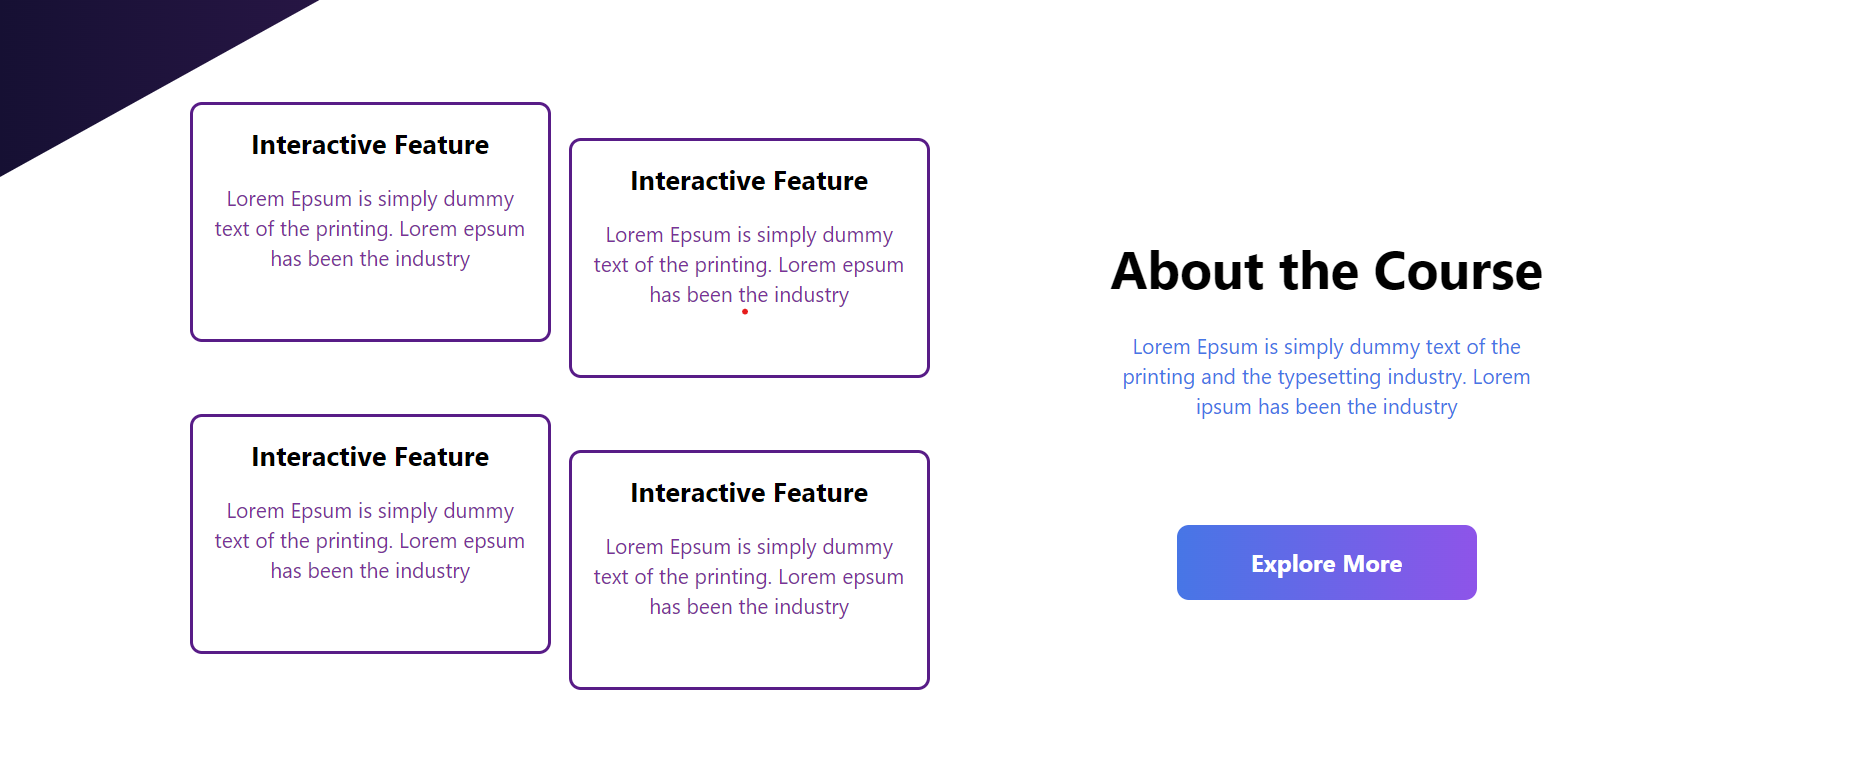 Interactive Feature
Lorem Epsum is simply dummy
text of the printing. Lorem epsum
has been the industry
Interactive Feature
Lorem Epsum is simply dummy
text of the printing. Lorem epsum
has been the industry
Interactive Feature
Lorem Epsum is simply dummy
text of the printing. Lorem epsum
has been the industry
Interactive Feature
Lorem Epsum is simply dummy
text of the printing. Lorem epsum
has been the industry
About the Course
Lorem Epsum is simply dummy text of the
printing and the typesetting industry. Lorem
ipsum has been the industry
Explore More